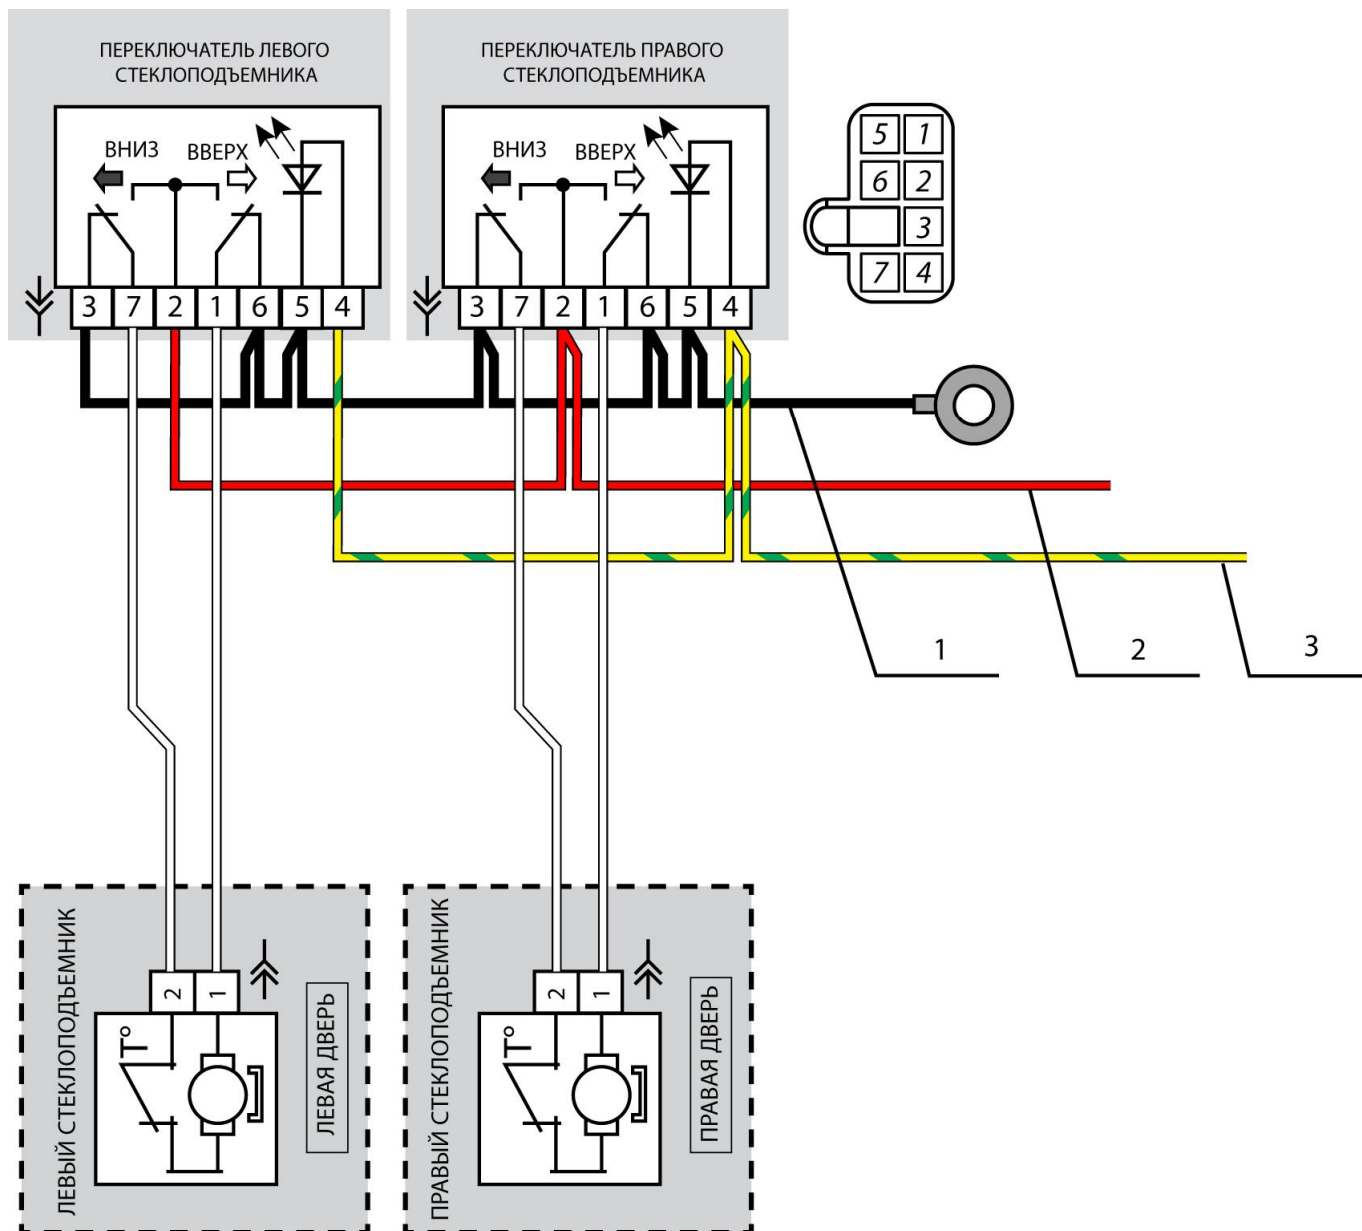 ПЕРЕКЛЮЧАТЕЛЬ ЛЕВОГО
СТЕКЛОПОДЪЕМНИКА
ВНИЗ ВВЕРХ
3 7 2 1 6 5 4
ПЕРЕКЛЮЧАТЕЛЬ ПРАВОГО
СТЕКЛОПОДЪЕМНИКА
ВНИЗ ВВЕРХ
3 7 2 1 6 5 4
5 1
6 2
3
7 4
1 2 3
ЛЕВЫЙ СТЕКЛОПОДЪЕМНИК
2 1
T°
ЛЕВАЯ ДВЕРЬ
ПРАВЫЙ СТЕКЛОПОДЪЕМНИК
2 1
T°
ПРАВАЯ ДВЕРЬ